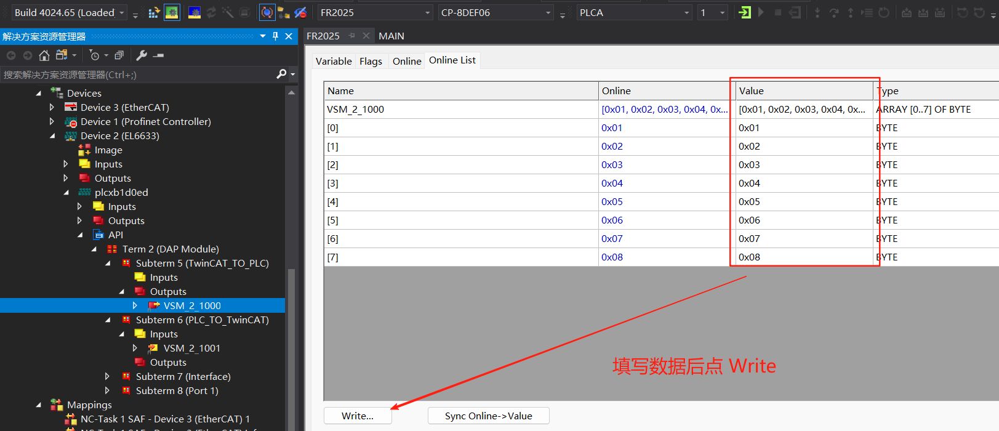 Build 4024.65 (Loaded)
FR2025
CP-8DEF06
PLCA
1
解决方案资源管理器
搜索解决方案资源管理器(Ctrl+;)
Devices
Device 3 (EtherCAT)
Device 1 (Profinet Controller)
Device 2 (EL6633)
Image
Inputs
Outputs
plcxb1d0ed
Inputs
Outputs
API
Term 2 (DAP Module)
Subterm 5 (TwinCAT_TO_PLC)
Inputs
Outputs
VSM_2_1000
Subterm 6 (PLC_TO_TwinCAT)
Inputs
VSM_2_1001
Outputs
Subterm 7 (Interface)
Subterm 8 (Port 1)
Mappings
NC-Task 1 SAF - Device 3 (EtherCAT) 1
FR2025
MAIN
Variable Flags Online Online List
Name Online Value Type
VSM_2_1000 [0x01, 0x02, 0x03, 0x04, 0x... [0x01, 0x02, 0x03, 0x04, 0x... ARRAY [0..7] OF BYTE
[0] 0x01 0x01 BYTE
[1] 0x02 0x02 BYTE
[2] 0x03 0x03 BYTE
[3] 0x04 0x04 BYTE
[4] 0x05 0x05 BYTE
[5] 0x06 0x06 BYTE
[6] 0x07 0x07 BYTE
[7] 0x08 0x08 BYTE
填写数据后点 Write
Write...
Sync Online->Value